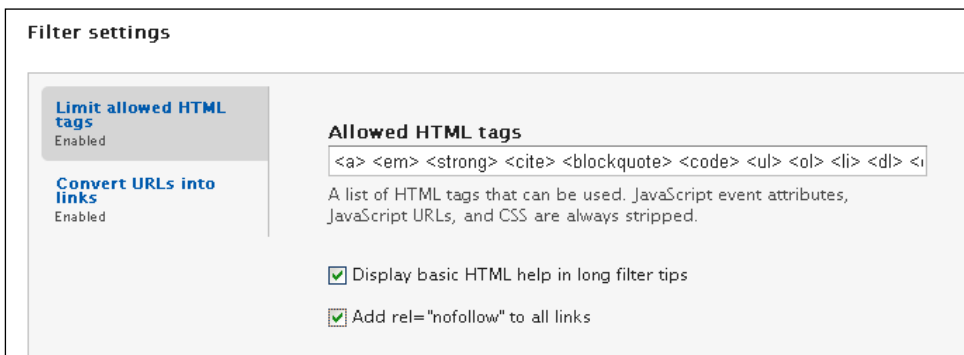 Filter settings
Limit allowed HTML
tags
Enabled
Convert URLs into
links
Enabled
Allowed HTML tags
<a> <em> <strong> <cite> <blockquote> <code> <ul> <ol> <li> <dl>
A list of HTML tags that can be used. JavaScript event attributes,
JavaScript URLs, and CSS are always stripped.
Display basic HTML help in long filter tips
Add rel="nofollow" to all links